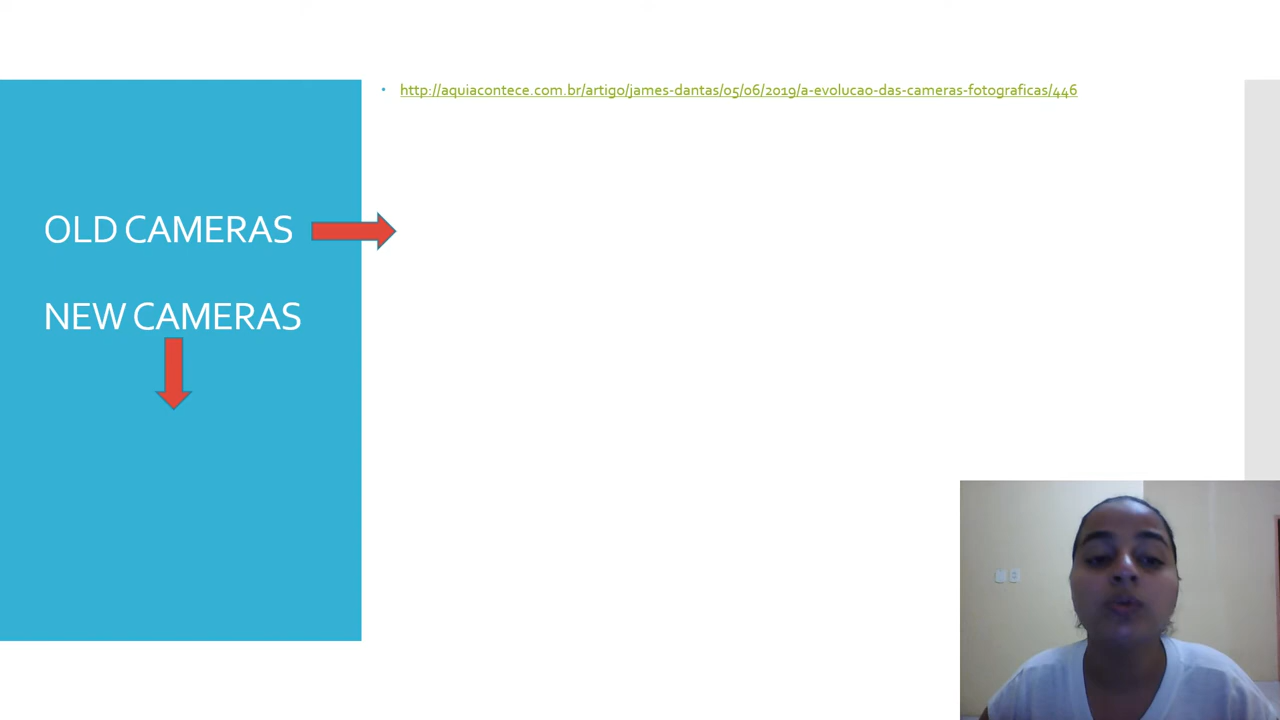 http://aquiacontece.com.br/artigo/james-dantas/05/06/2019/a-evolucao-das-cameras-fotograficas/446
OLD CAMERAS
NEW CAMERAS